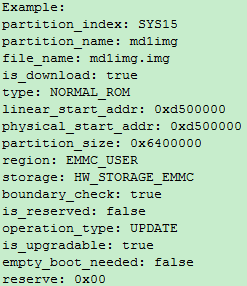 Example:
partition_index: SYS15
partition_name: md1img
file_name: md1img.img
is_download: true
type: NORMAL_ROM
linear_start_addr: 0xd500000
physical_start_addr: 0xd500000
partition_size: 0x6400000
region: EMMC_USER
storage: HW_STORAGE_EMMC
boundary_check: true
is_reserved: false
operation_type: UPDATE
is_upgradable: true
empty_boot_needed: false
reserve: 0x00